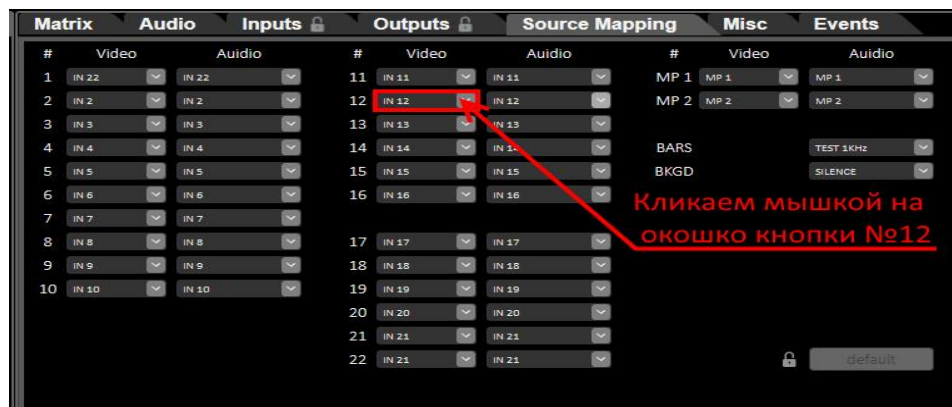 Matrix Audio Inputs Outputs Source Mapping Misc Events
# Video Auidio # Video Auidio # Video Auidio
1 IN 22 IN 22 11 IN 11 IN 11 MP 1 MP 1 MP 1
2 IN 2 IN 2 12 IN 12 IN 12 MP 2 MP 2 MP 2
3 IN 3 IN 3 13 IN 13 IN 13
4 IN 4 IN 4 14 IN 14 IN 14 BARS TEST 1KHz
5 IN 5 IN 5 15 IN 15 IN 15 BKGD SILENCE
6 IN 6 IN 6 16 IN 16 IN 16
Кликаем мышкой на
7 IN 7 IN 7
окошко кнопки №12
8 IN 8 IN 8 17 IN 17 IN 17
9 IN 9 IN 9 18 IN 18 IN 18
10 IN 10 IN 10 19 IN 19 IN 19
20 IN 20 IN 20
21 IN 21 IN 21
22 IN 21 IN 21 default